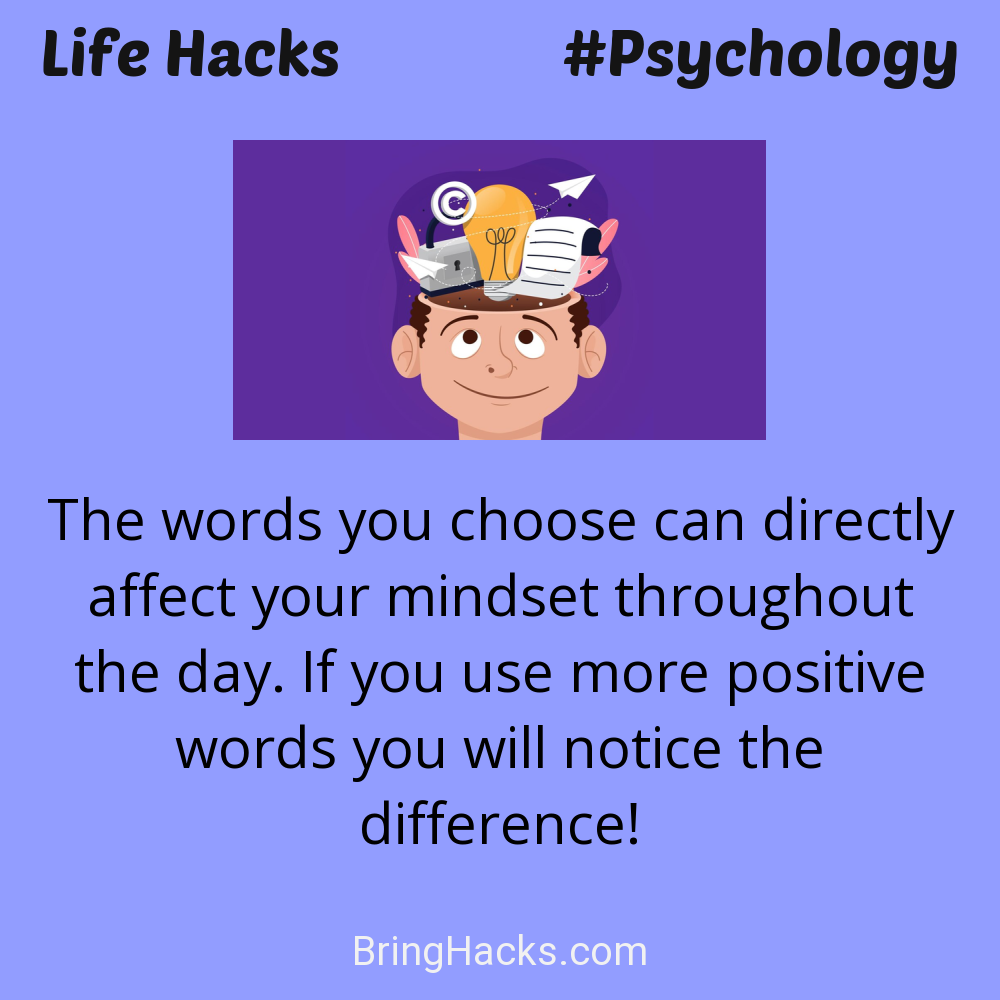 Life Hacks #Psychology
©
The words you choose can directly
affect your mindset throughout
the day. If you use more positive
words you will notice the
difference!
BringHacks.com